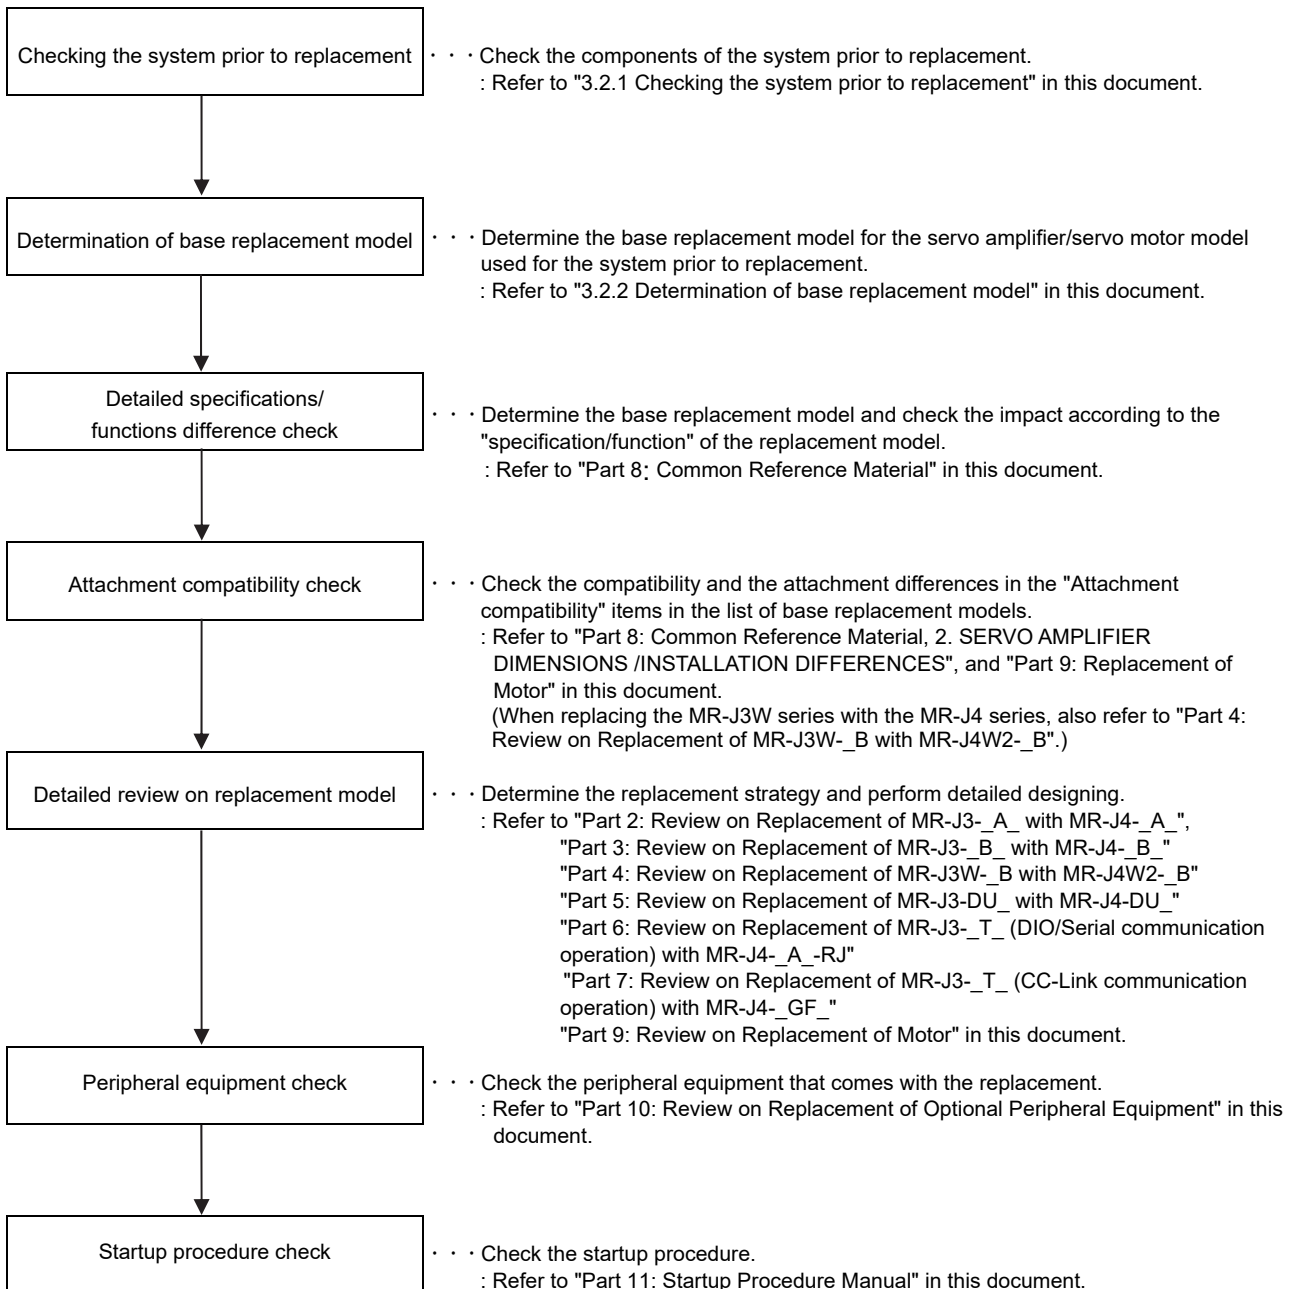 Checking the system prior to replacement
・・・Check the components of the system prior to replacement.
: Refer to "3.2.1 Checking the system prior to replacement" in this document.
Determination of base replacement model
・・・Determine the base replacement model for the servo amplifier/servo motor model
used for the system prior to replacement.
: Refer to "3.2.2 Determination of base replacement model" in this document.
Detailed specifications/
functions difference check
・・・Determine the base replacement model and check the impact according to the
"specification/function" of the replacement model.
: Refer to "Part 8: Common Reference Material" in this document.
Attachment compatibility check
・・・Check the compatibility and the attachment differences in the "Attachment
compatibility" items in the list of base replacement models.
: Refer to "Part 8: Common Reference Material, 2. SERVO AMPLIFIER
DIMENSIONS /INSTALLATION DIFFERENCES", and "Part 9: Replacement of
Motor" in this document.
(When replacing the MR-J3W series with the MR-J4 series, also refer to "Part 4:
Review on Replacement of MR-J3W-_B with MR-J4W2-_B".)
Detailed review on replacement model
・・・Determine the replacement strategy and perform detailed designing.
: Refer to "Part 2: Review on Replacement of MR-J3-_A_ with MR-J4-_A_",
"Part 3: Review on Replacement of MR-J3-_B_ with MR-J4-_B_"
"Part 4: Review on Replacement of MR-J3W-_B with MR-J4W2-_B"
"Part 5: Review on Replacement of MR-J3-DU_ with MR-J4-DU_"
"Part 6: Review on Replacement of MR-J3-_T_ (DIO/Serial communication
operation) with MR-J4-_A_-RJ"
"Part 7: Review on Replacement of MR-J3-_T_ (CC-Link communication
operation) with MR-J4-_GF_"
"Part 9: Review on Replacement of Motor" in this document.
Peripheral equipment check
・・・Check the peripheral equipment that comes with the replacement.
: Refer to "Part 10: Review on Replacement of Optional Peripheral Equipment" in this
document.
Startup procedure check
・・・Check the startup procedure.
: Refer to "Part 11: Startup Procedure Manual" in this document.